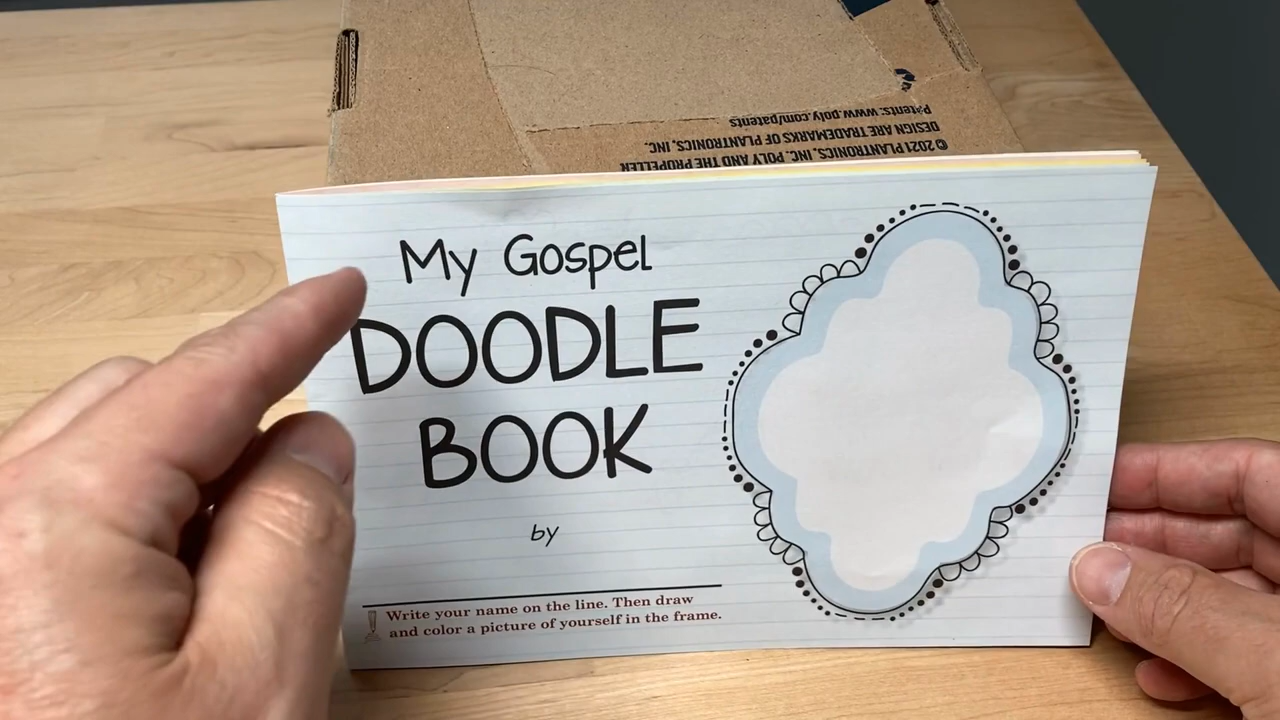 Patents: www.poly.com/patents
DESIGN ARE TRADEMARKS OF PLANTRONICS, INC.
© 2021 PLANTRONICS, INC. POLY AND THE PROPELLER
My Gospel
DOODLE
BOOK
by
Write your name on the line. Then draw
and color a picture of yourself in the frame.